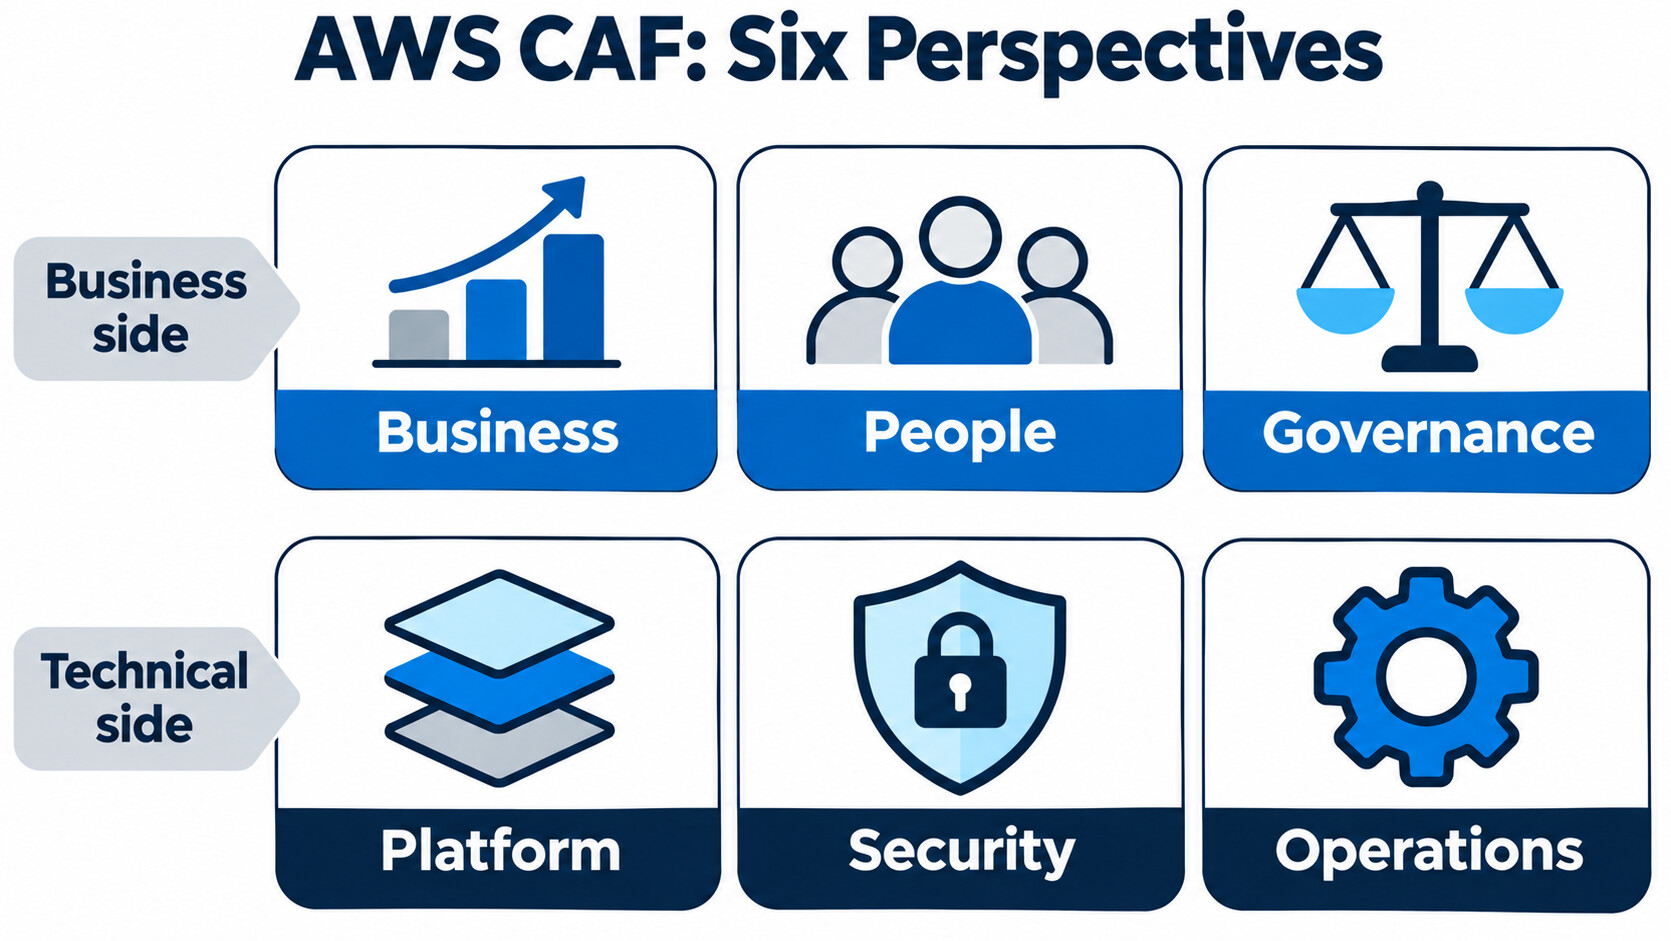 AWS CAF: Six Perspectives
Business
side
Business
People
Governance
Technical
side
Platform
Security
Operations